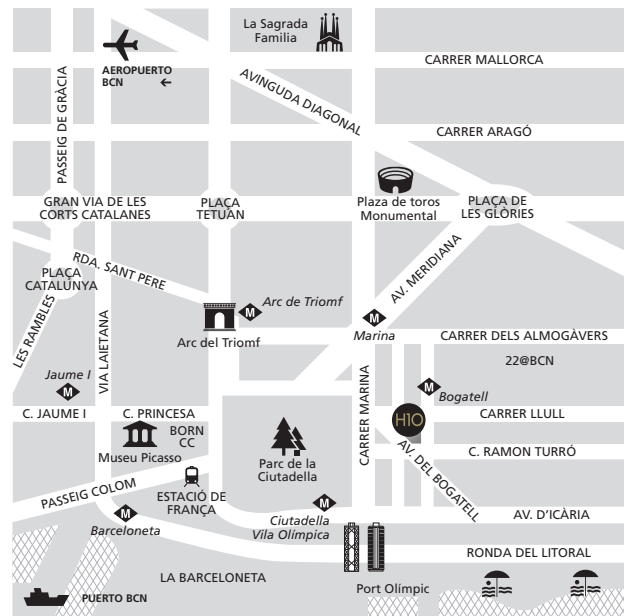 La Sagrada
Familia
CARRER MALLORCA
AEROPUERTO
BCN
AVINGUDA DIAGONAL
PASSEIG DE GRÀCIA
CARRER ARAGÓ
GRAN VIA DE LES
CORTS CATALANES
PLAÇA
TETUAN
Plaza de toros
Monumental
PLAÇA DE
LES GLÒRIES
RDA. SANT PERE
AV. MERIDIANA
PLAÇA
CATALUNYA
LES RAMBLES
VIA LAIETANA
M
Arc de Triomf
Arc del Triomf
M
Marina
CARRER DELS ALMOGÀVERS
22@BCN
Jaume I
M
M
Bogatell
CARRER MARINA
C. JAUME I
C. PRINCESA
H10
CARRER LLULL
BORN
CC
Museu Picasso
Parc de la
Ciutadella
C. RAMON TURRÓ
AV. DEL BOGATELL
PASSEIG COLOM
ESTACIÓ DE
FRANÇA
M
Barceloneta
M
Ciutadella
Vila Olímpica
AV. D'ICÀRIA
RONDA DEL LITORAL
LA BARCELONETA
Port Olímpic
PUERTO BCN